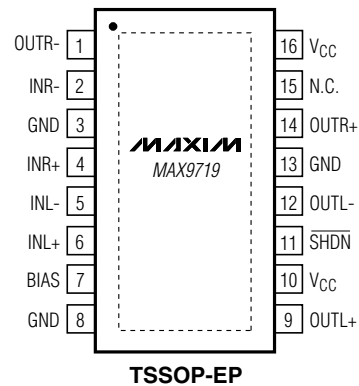 OUTR- 1 16 VCC
INR- 2 15 N.C.
GND 3 14 OUTR+
INR+ 4 MAXIM 13 GND
MAX9719
INL- 5 12 OUTL-
INL+ 6 11 SHDN
BIAS 7 10 VCC
GND 8 9 OUTL+
TSSOP-EP